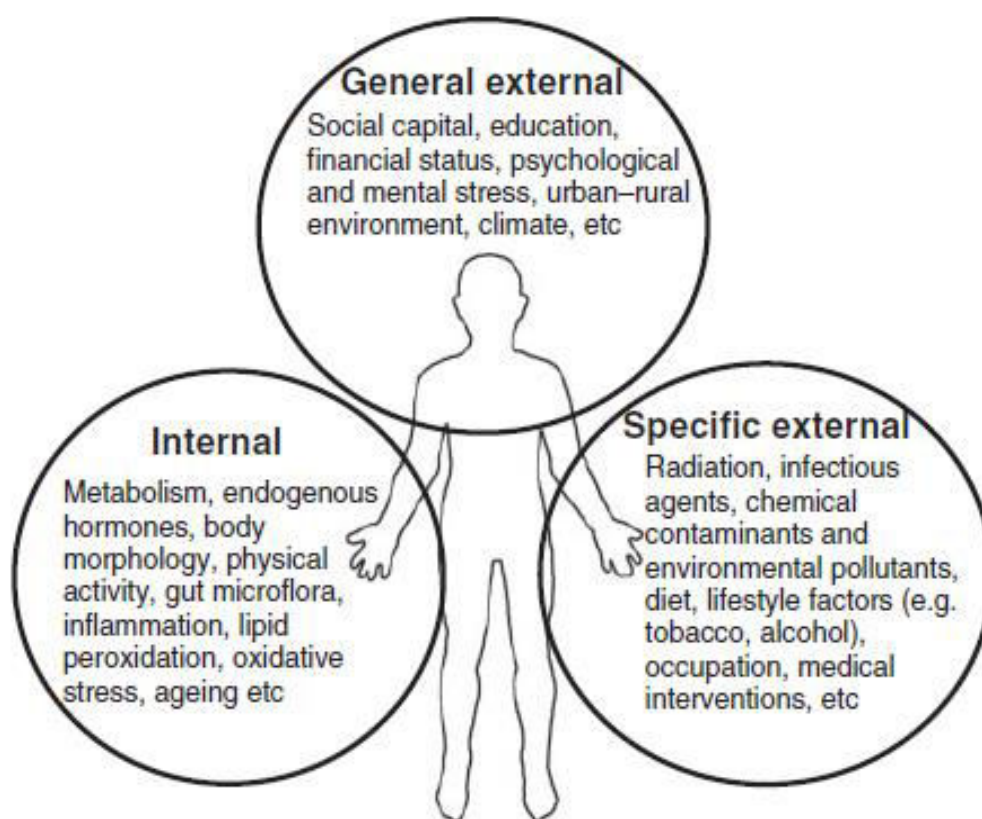 General external
Social capital, education,
financial status, psychological
and mental stress, urban–rural
environment, climate, etc
Internal
Metabolism, endogenous
hormones, body
morphology, physical
activity, gut microflora,
inflammation, lipid
peroxidation, oxidative
stress, ageing etc
Specific external
Radiation, infectious
agents, chemical
contaminants and
environmental pollutants,
diet, lifestyle factors (e.g.
tobacco, alcohol),
occupation, medical
interventions, etc